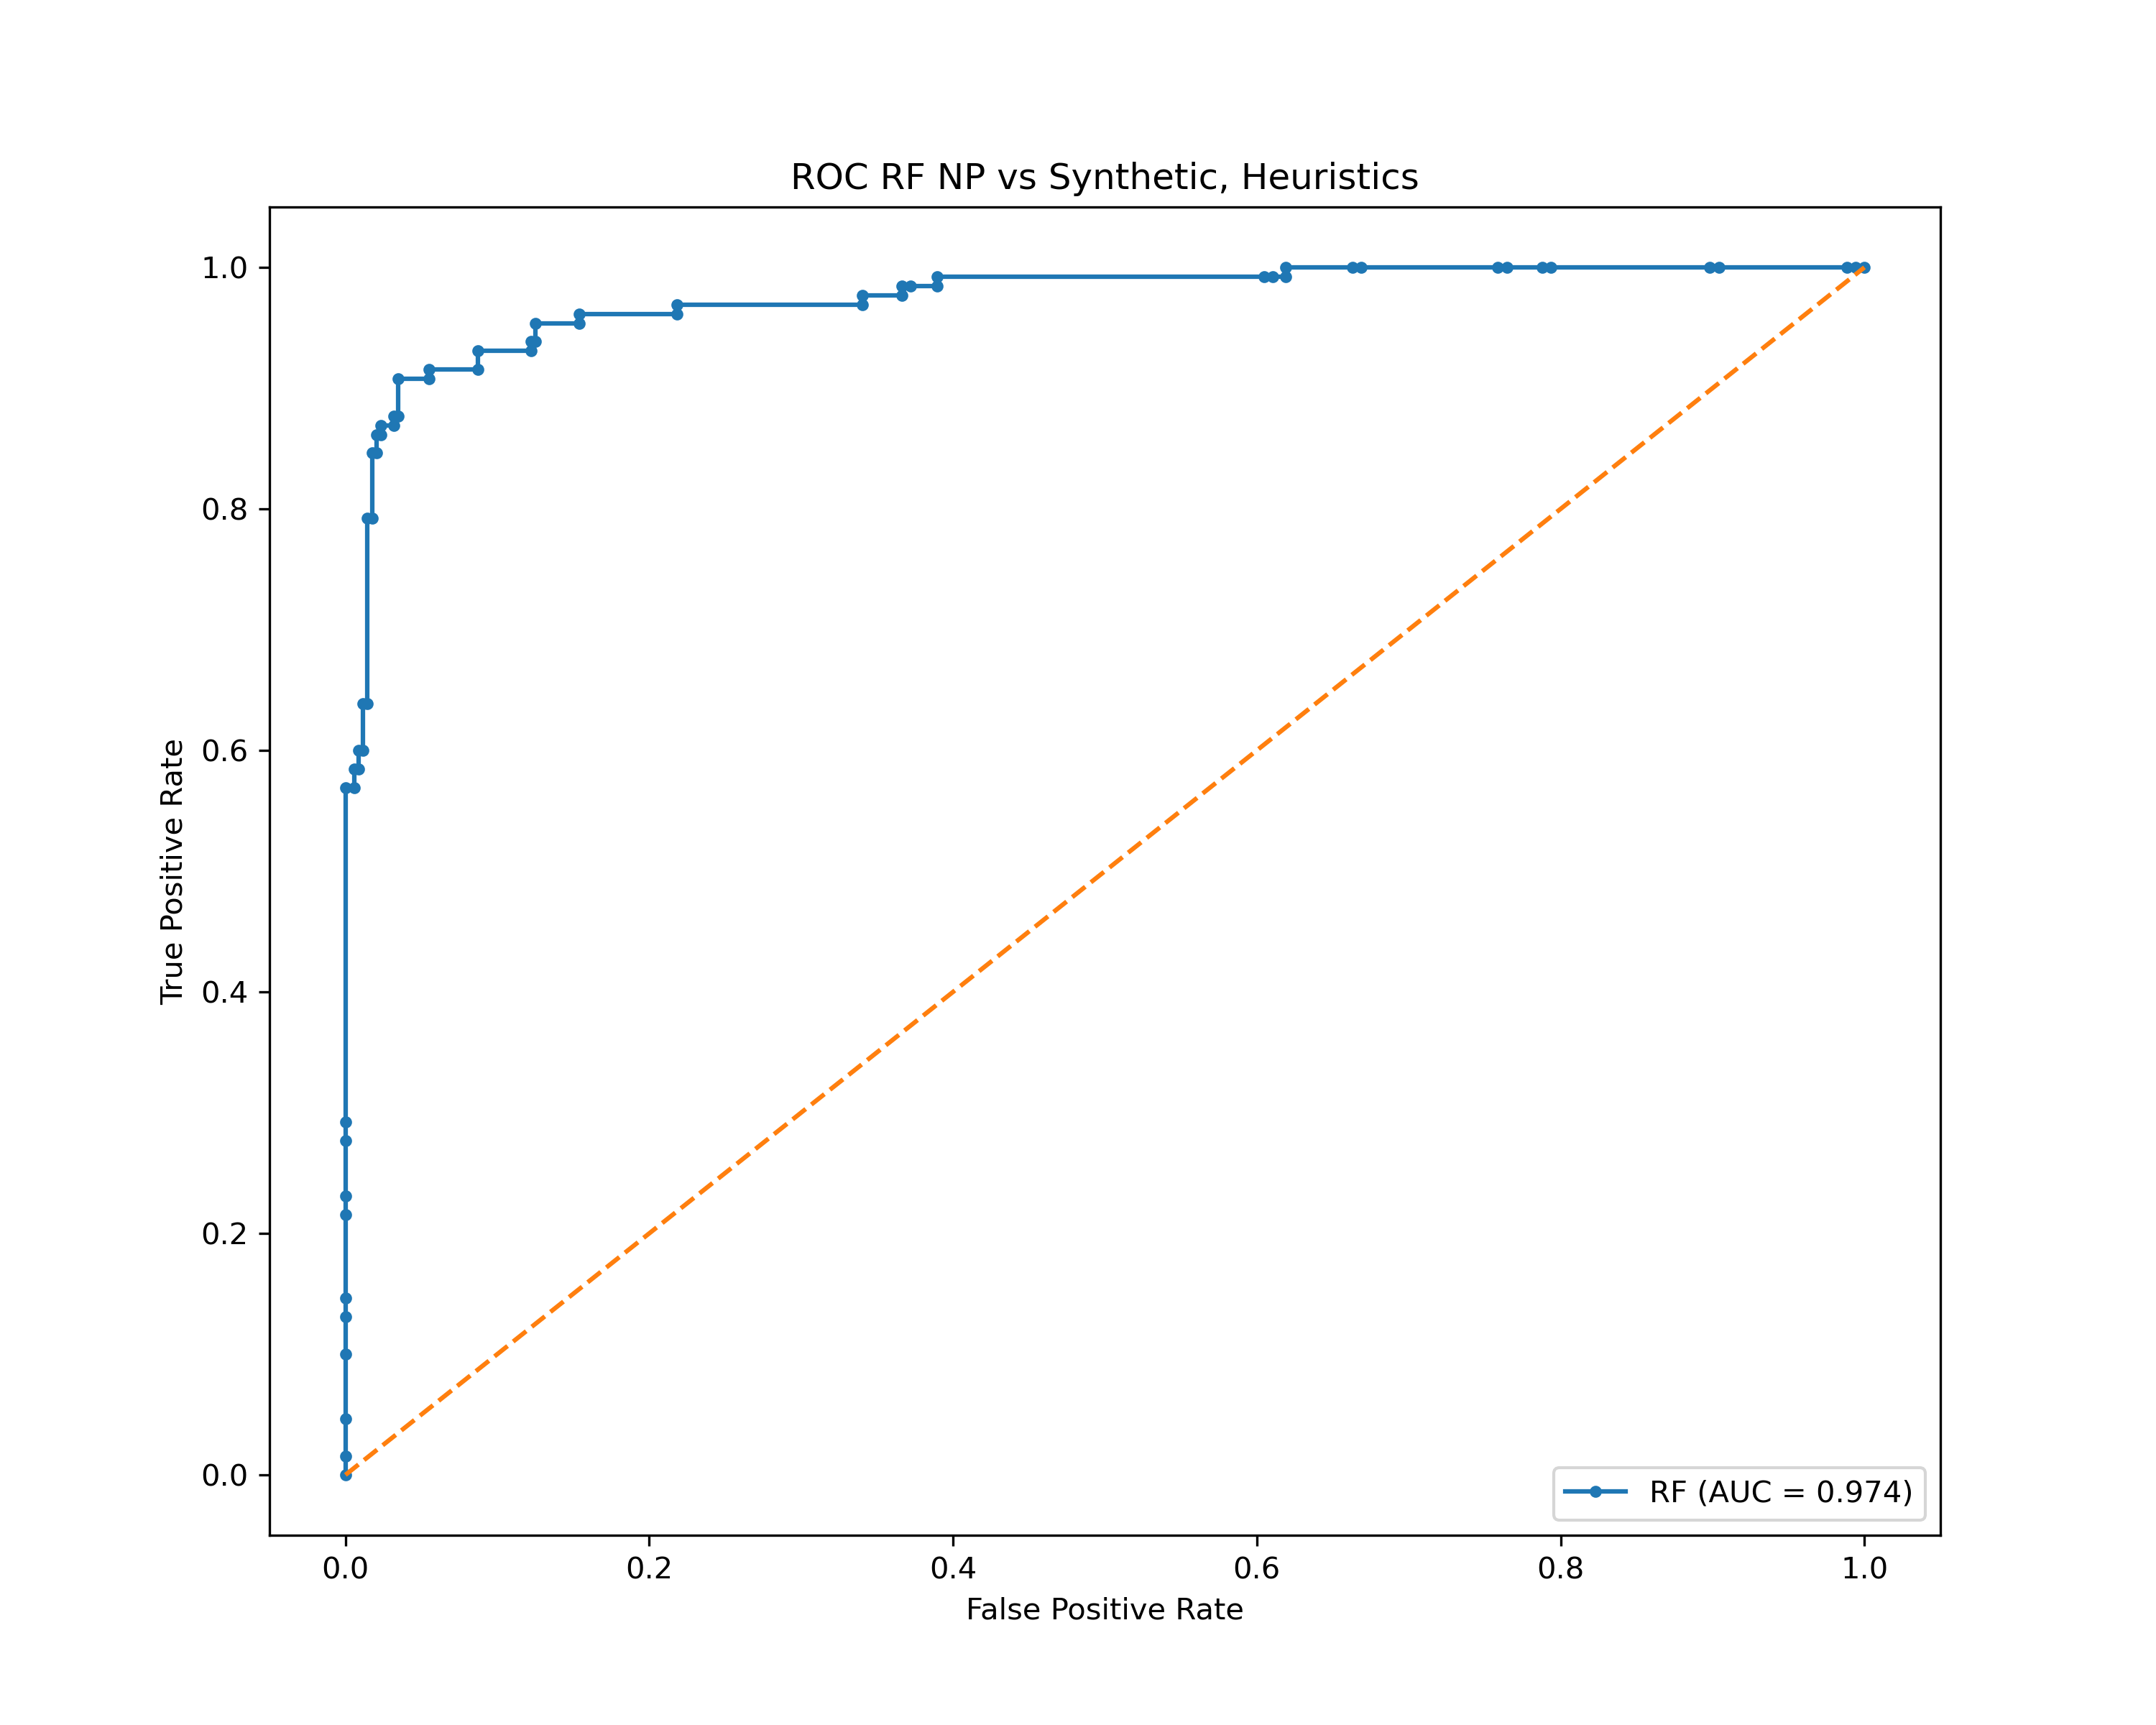 ROC RF NP vs Synthetic, Heuristics
True Positive Rate
1.0
0.8
0.6
0.4
0.2
0.0
RF (AUC = 0.974)
0.0 0.2 0.4 0.6 0.8 1.0
False Positive Rate